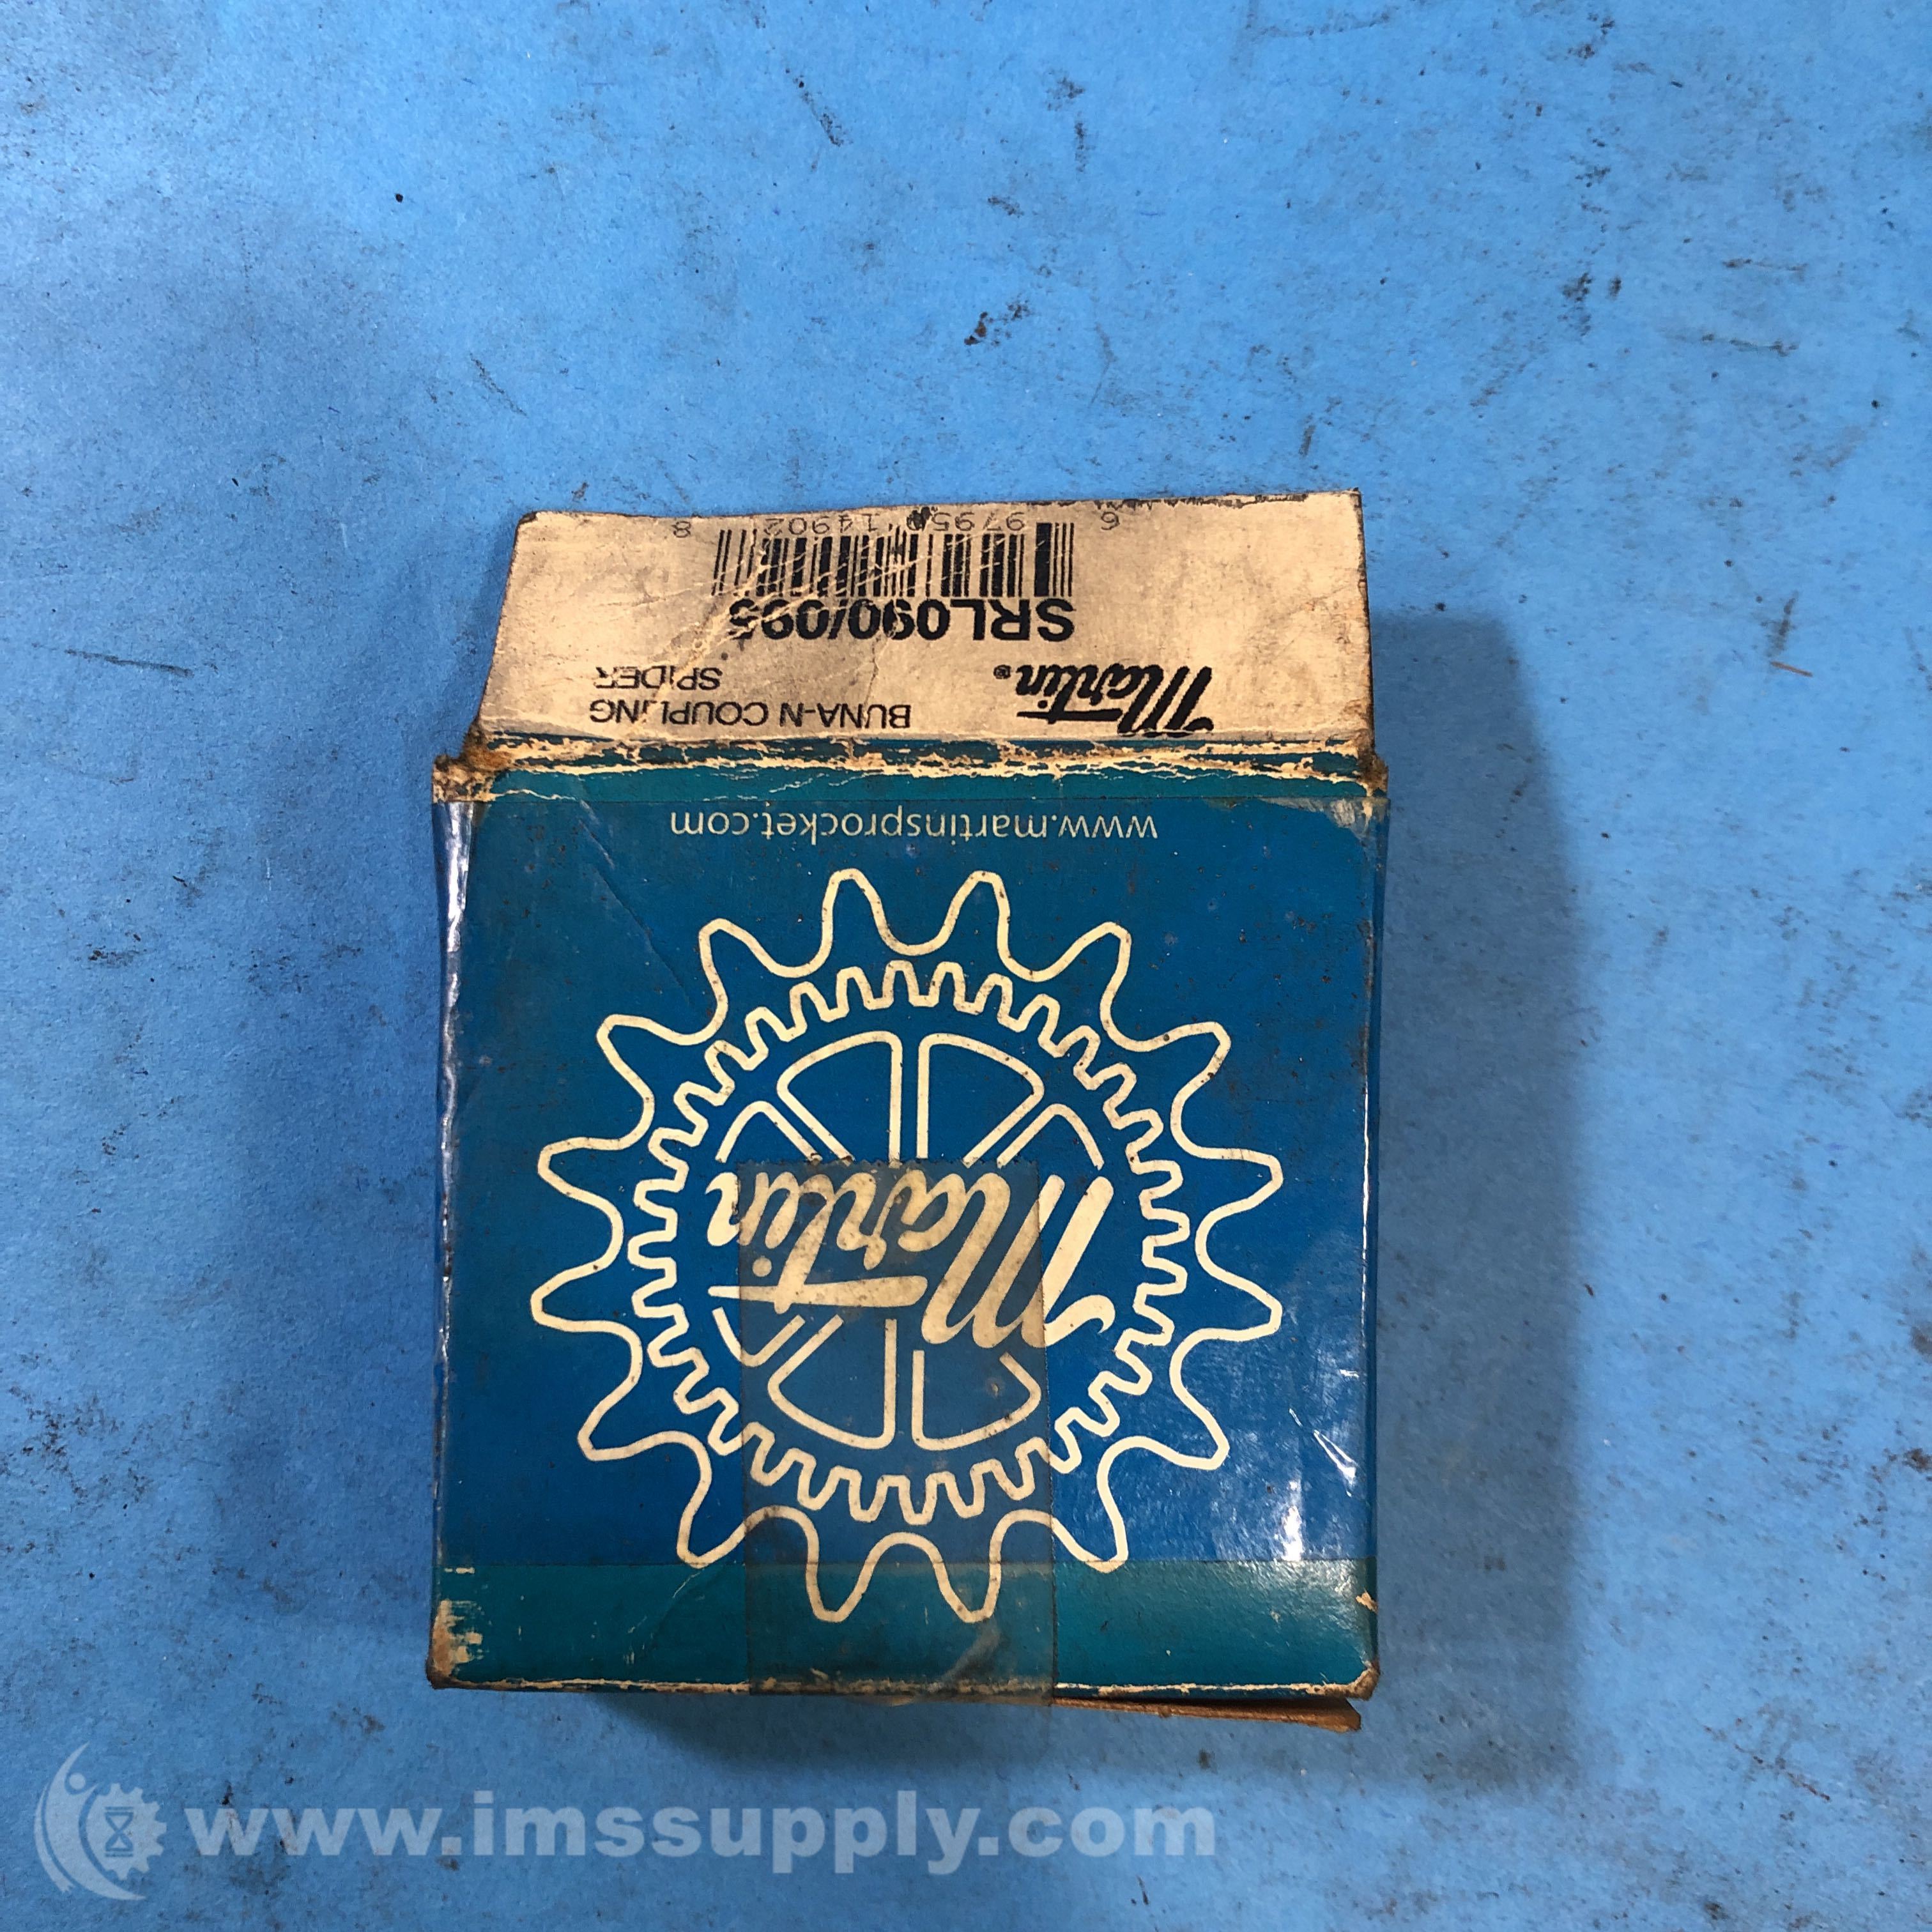 Martin®
BUNA-N COUPLING
SPIDER
SRL090/095
6 97950 14902 8
www.martinsprocket.com
Martin
www.imssupply.com